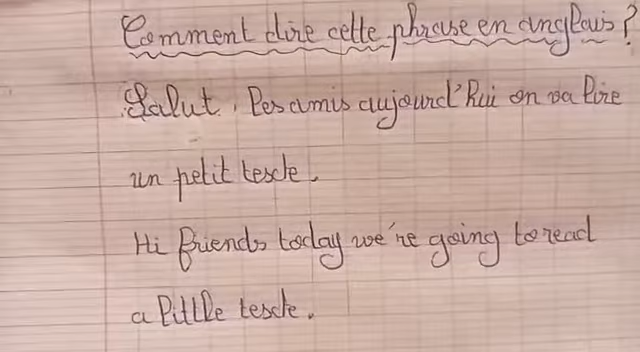 Comment dire cette phrase en anglais ?
Salut. les amis aujourd'hui on va lire
un petit texte.
Hi friends today we're going to read
a little texte.